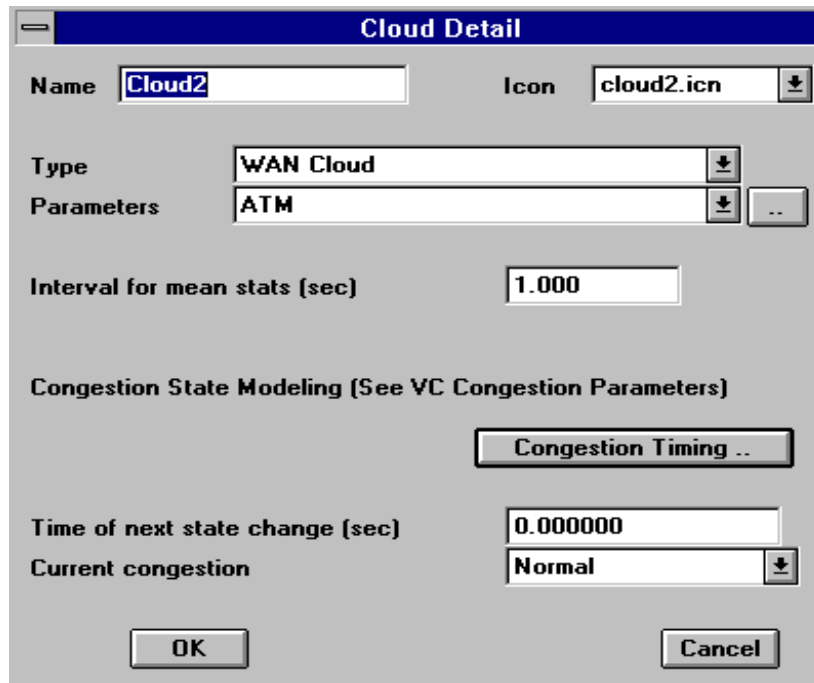 Cloud Detail
Name Cloud2 Icon cloud2.icn
Type WAN Cloud
Parameters ATM ..
Interval for mean stats (sec) 1.000
Congestion State Modeling (See VC Congestion Parameters)
Congestion Timing ..
Time of next state change (sec) 0.000000
Current congestion Normal
OK Cancel